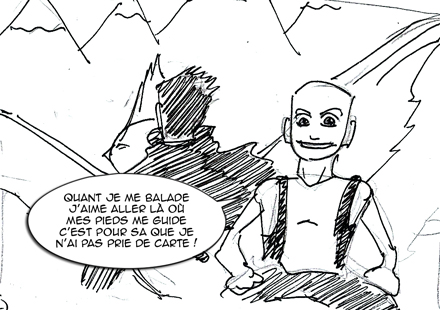 QUANT JE ME BALADE
J'AIME ALLER LÀ OÙ
MES PIEDS ME GUIDE
C'EST POUR SA QUE JE
N'AI PAS PRIE DE CARTE !